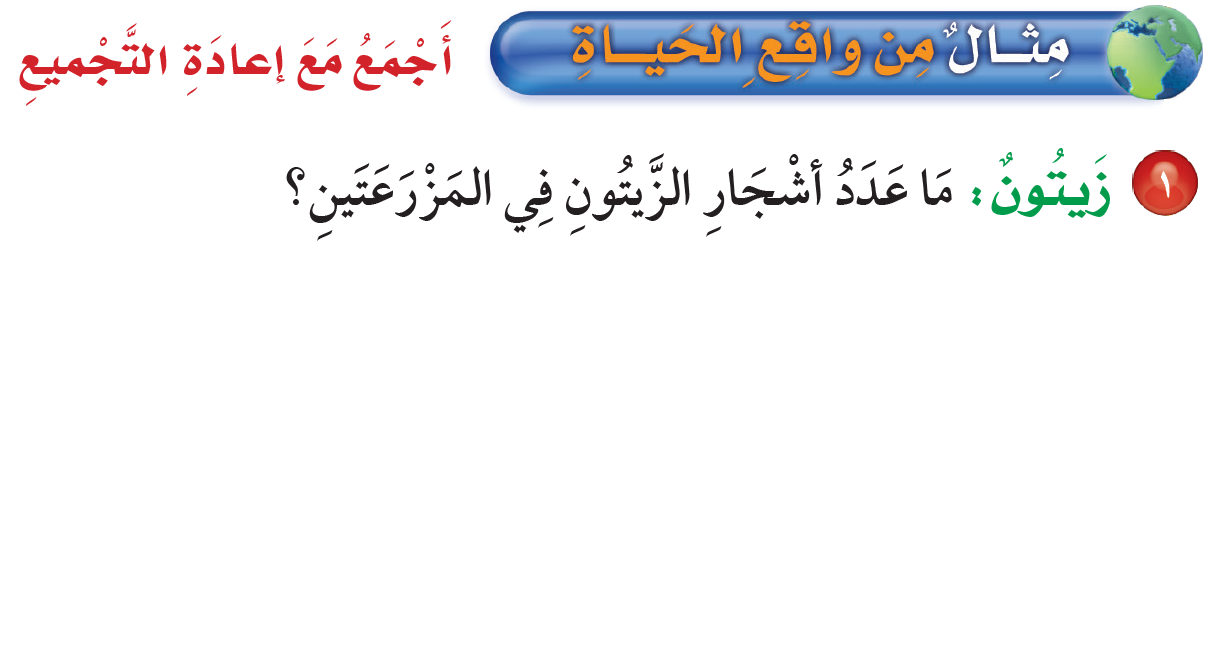 مِثـالٌ مِن واقِعِ الحَيـاةِ
أَجْمَعُ مَعَ إعادَةِ التَّجْميعِ
١ زَيتُونٌ: مَا عَدَدُ أشْجَارِ الزَّيتُونِ فِي المَزْرَعَتَينِ؟